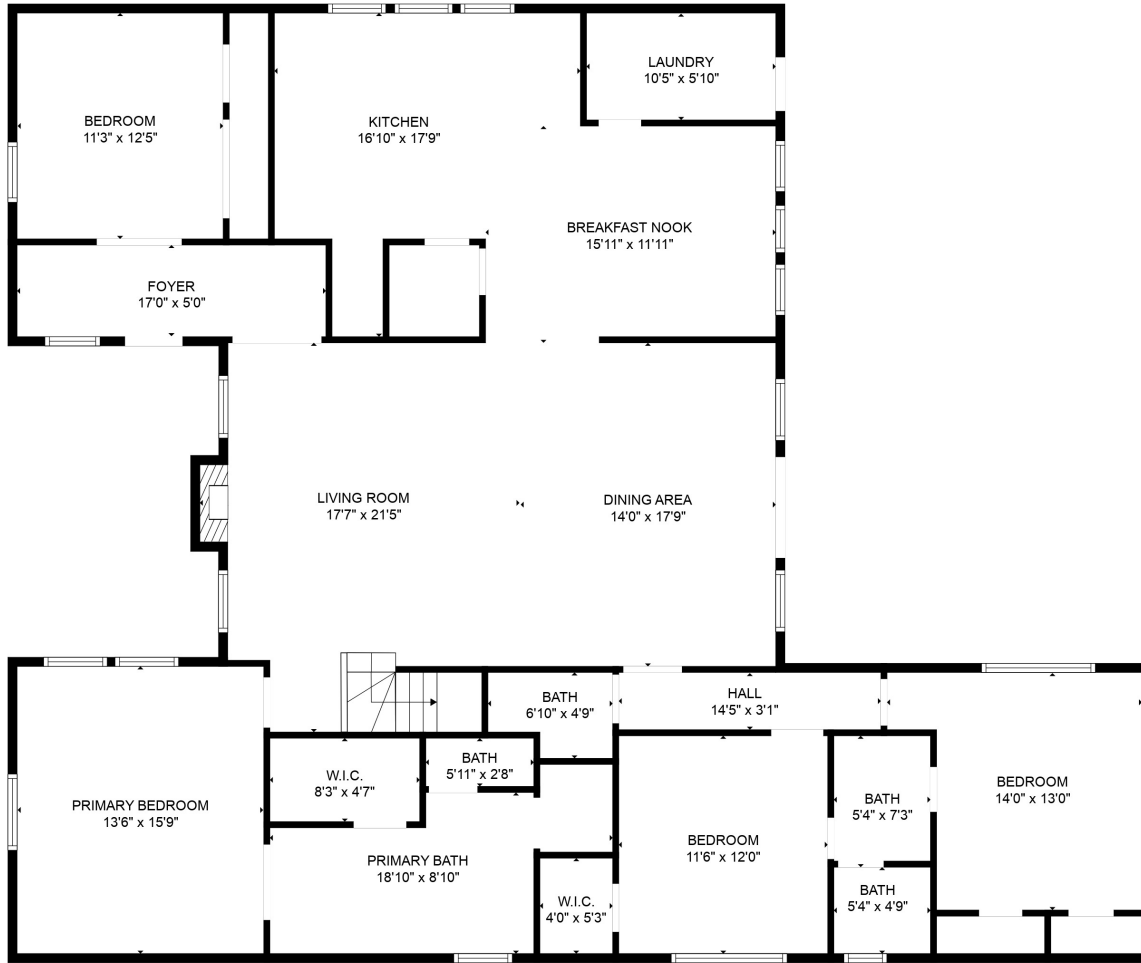 LAUNDRY
10'5" x 5'10"
BEDROOM
11'3" x 12'5"
KITCHEN
16'10" x 17'9"
BREAKFAST NOOK
15'11" x 11'11"
FOYER
17'0" x 5'0"
LIVING ROOM
17'7" x 21'5"
DINING AREA
14'0" x 17'9"
BATH
6'10" x 4'9"
HALL
14'5" x 3'1"
BATH
5'11" x 2'8"
W.I.C.
8'3" x 4'7"
PRIMARY BEDROOM
13'6" x 15'9"
BEDROOM
14'0" x 13'0"
BATH
5'4" x 7'3"
BEDROOM
11'6" x 12'0"
PRIMARY BATH
18'10" x 8'10"
W.I.C.
4'0" x 5'3"
BATH
5'4" x 4'9"